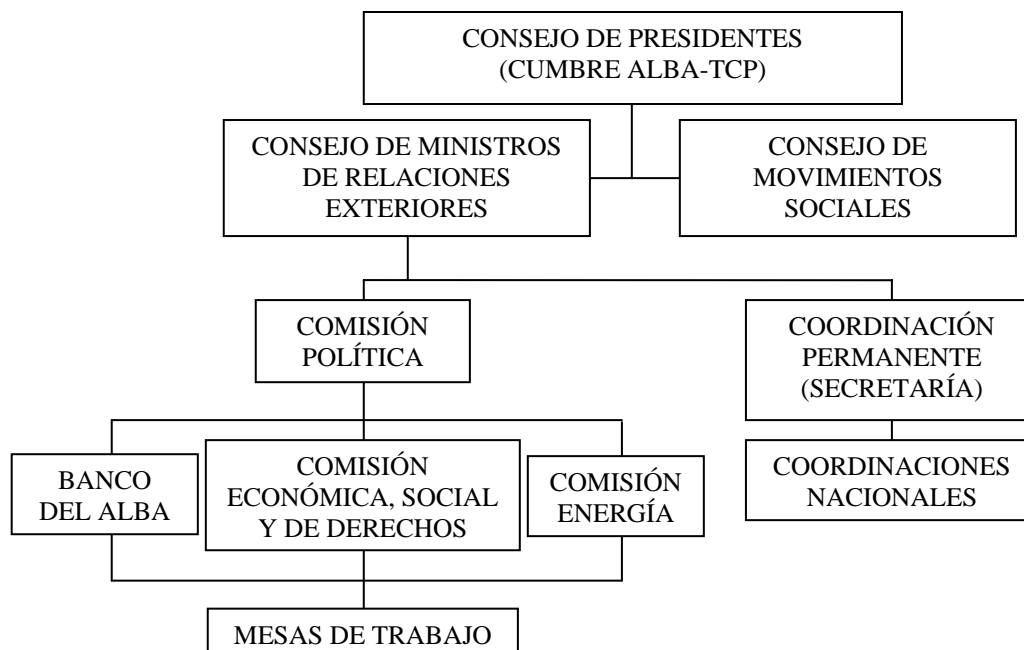 CONSEJO DE PRESIDENTES
(CUMBRE ALBA-TCP)
CONSEJO DE MINISTROS
DE RELACIONES
EXTERIORES
CONSEJO DE
MOVIMIENTOS
SOCIALES
COMISIÓN
POLÍTICA
COORDINACIÓN
PERMANENTE
(SECRETARÍA)
BANCO
DEL ALBA
COMISIÓN
ECONÓMICA, SOCIAL
Y DE DERECHOS
COMISIÓN
ENERGÍA
COORDINACIONES
NACIONALES
MESAS DE TRABAJO